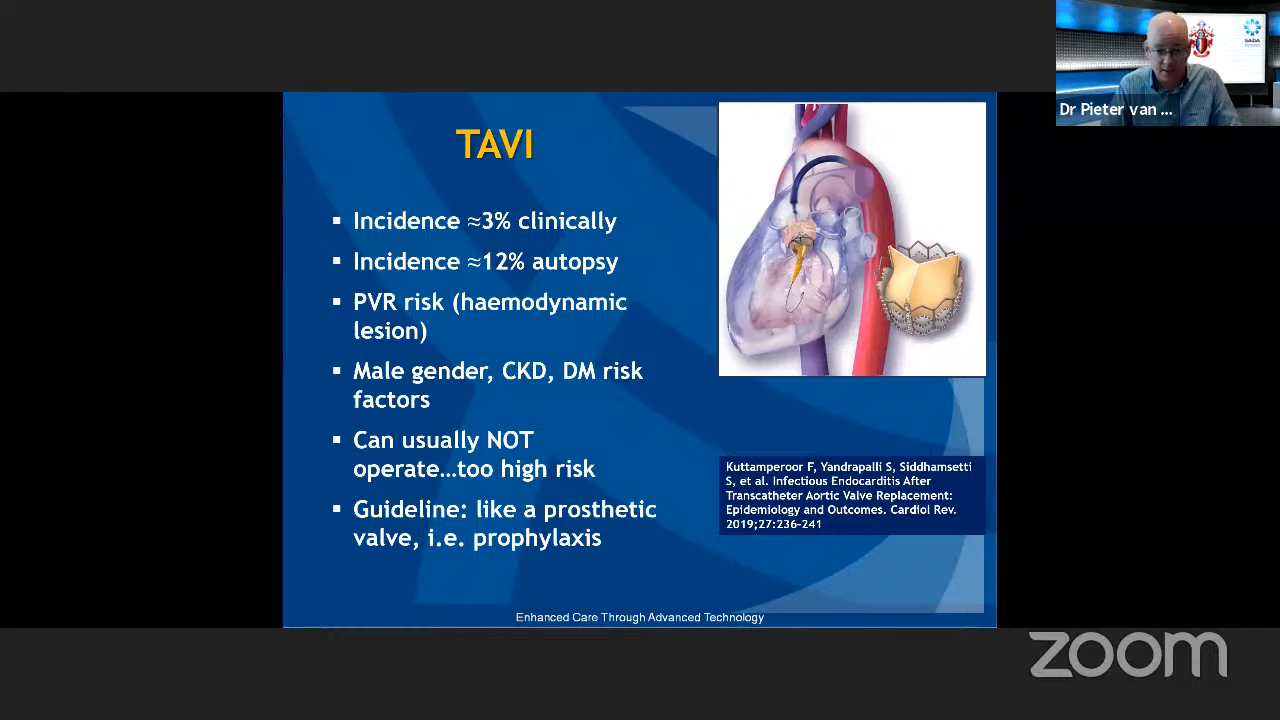 TAVI
▪ Incidence ≈3% clinically
▪ Incidence ≈12% autopsy
▪ PVR risk (haemodynamic
lesion)
▪ Male gender, CKD, DM risk
factors
▪ Can usually NOT
operate…too high risk
▪ Guideline: like a prosthetic
valve, i.e. prophylaxis
Kuttamperoor F, Yandrapalli S, Siddhamsetti
S, et al. Infectious Endocarditis After
Transcatheter Aortic Valve Replacement:
Epidemiology and Outcomes. Cardiol Rev.
2019;27:236-241
Enhanced Care Through Advanced Technology
SADA
Dr Pieter van ...
zoom